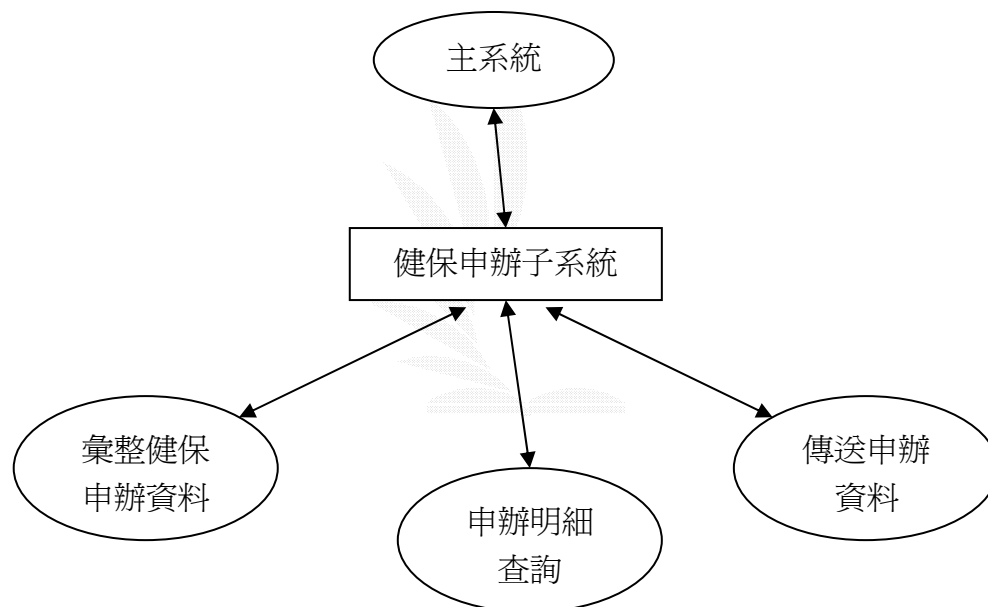 主系統
健保申辦子系統
彙整健保
申辦資料
申辦明細
查詢
傳送申辦
資料